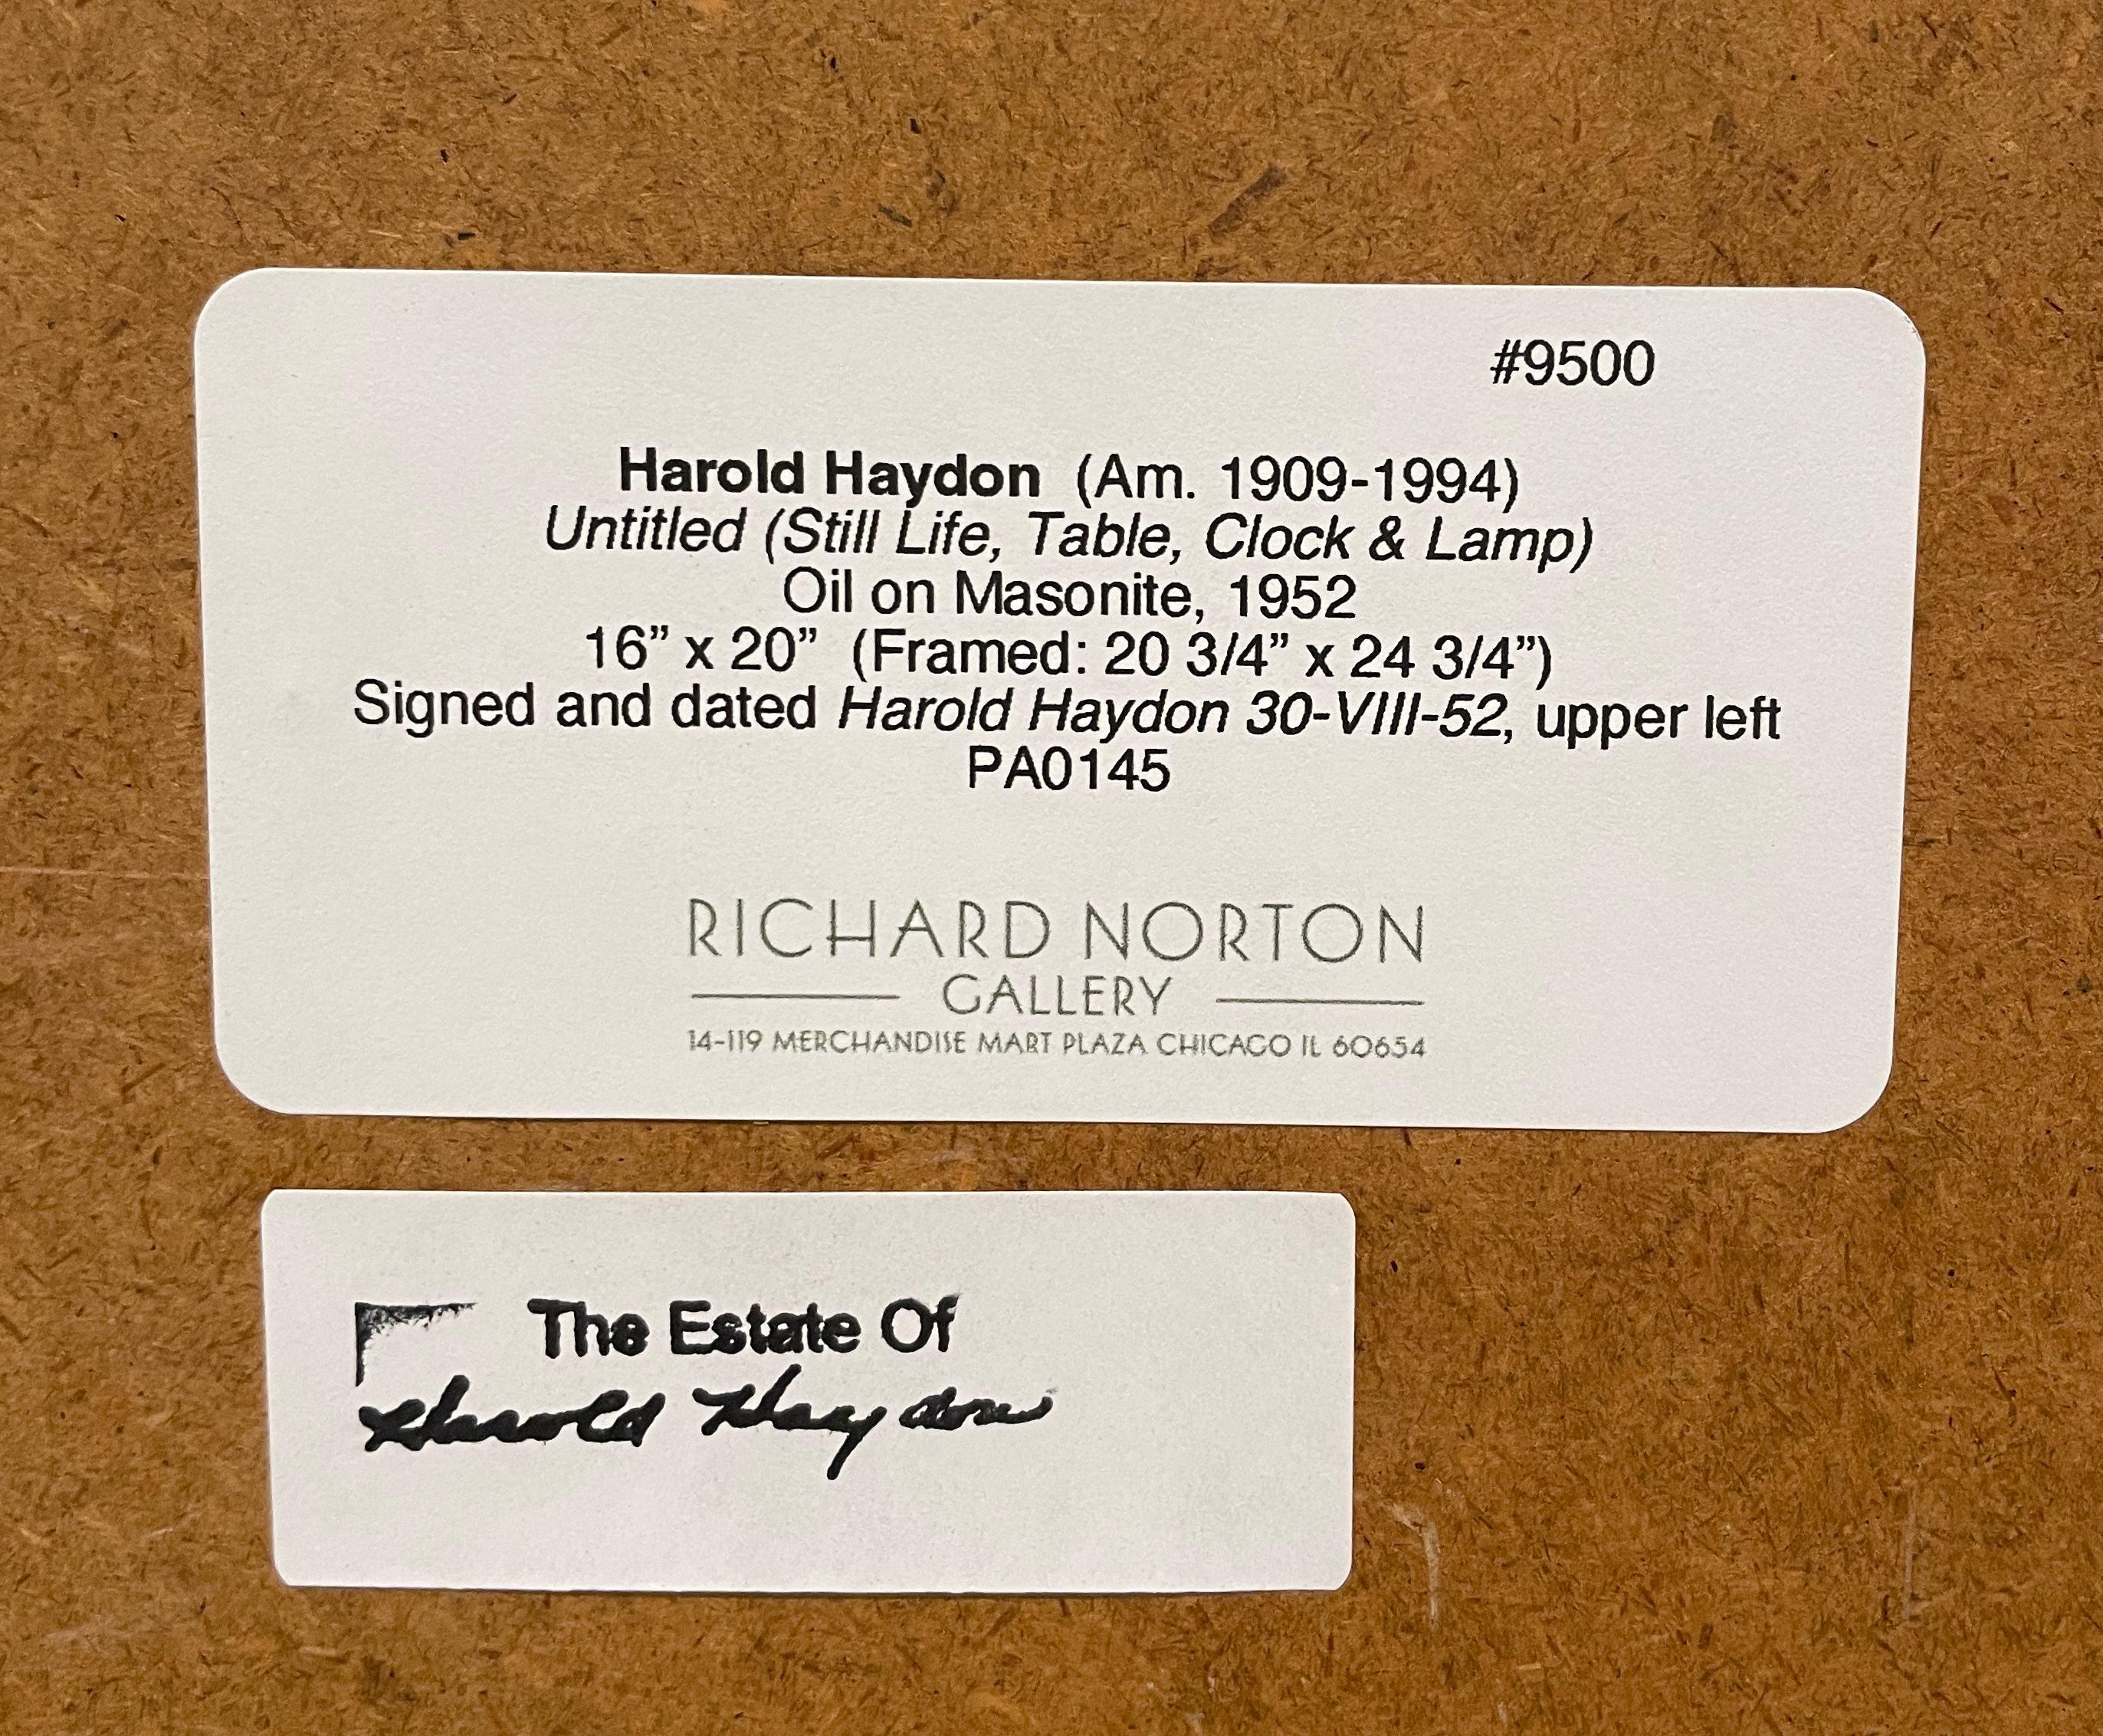 #9500
Harold Haydon (Am. 1909-1994)
Untitled (Still Life, Table, Clock & Lamp)
Oil on Masonite, 1952
16” x 20” (Framed: 20 3/4” x 24 3/4”)
Signed and dated Harold Haydon 30-VIII-52, upper left
PA0145
RICHARD NORTON
GALLERY
14-119 MERCHANDISE MART PLAZA CHICAGO IL 60654
The Estate Of
Harold Haydon